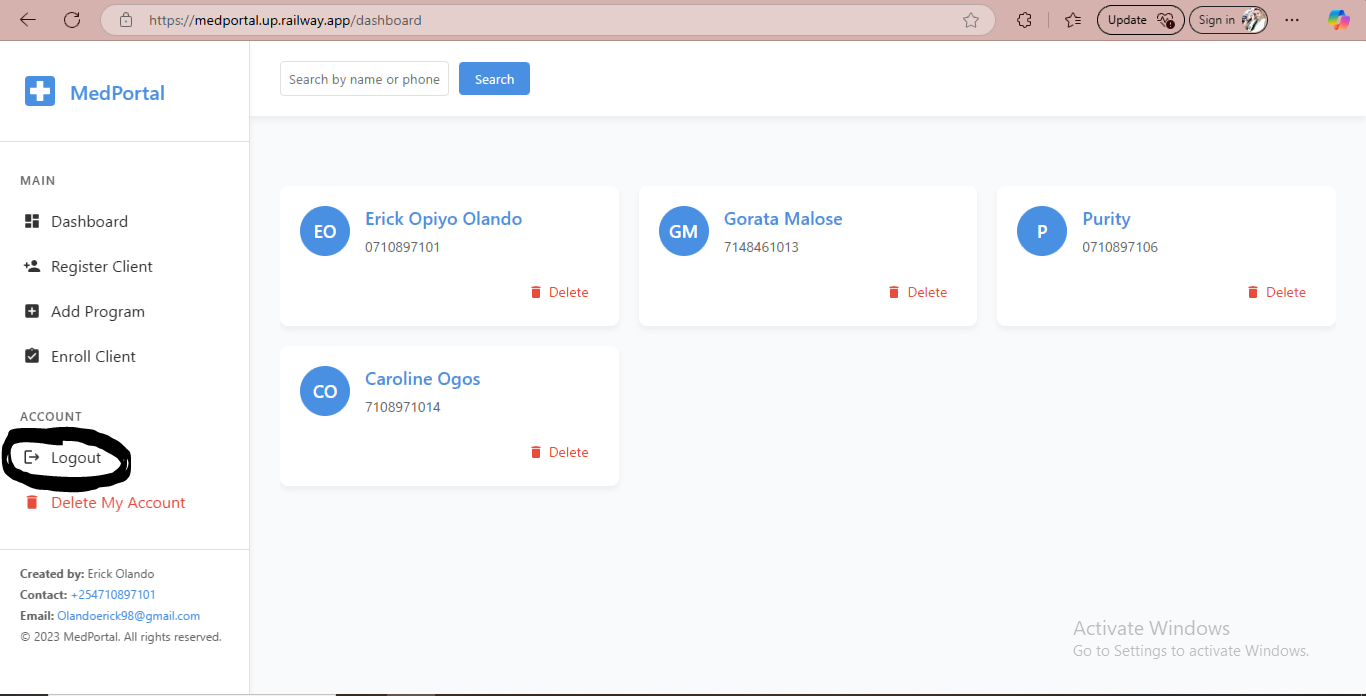 https://medportal.up.railway.app/dashboard
Update
Sign in
MedPortal
Search by name or phone
Search
MAIN
Dashboard
Register Client
Add Program
Enroll Client
ACCOUNT
Logout
Delete My Account
Created by: Erick Olando
Contact: +254710897101
Email: Olandoerick98@gmail.com
© 2023 MedPortal. All rights reserved.
EO
Erick Opiyo Olando
0710897101
Delete
GM
Gorata Malose
7148461013
Delete
P
Purity
0710897106
Delete
CO
Caroline Ogos
7108971014
Delete
Activate Windows
Go to Settings to activate Windows.